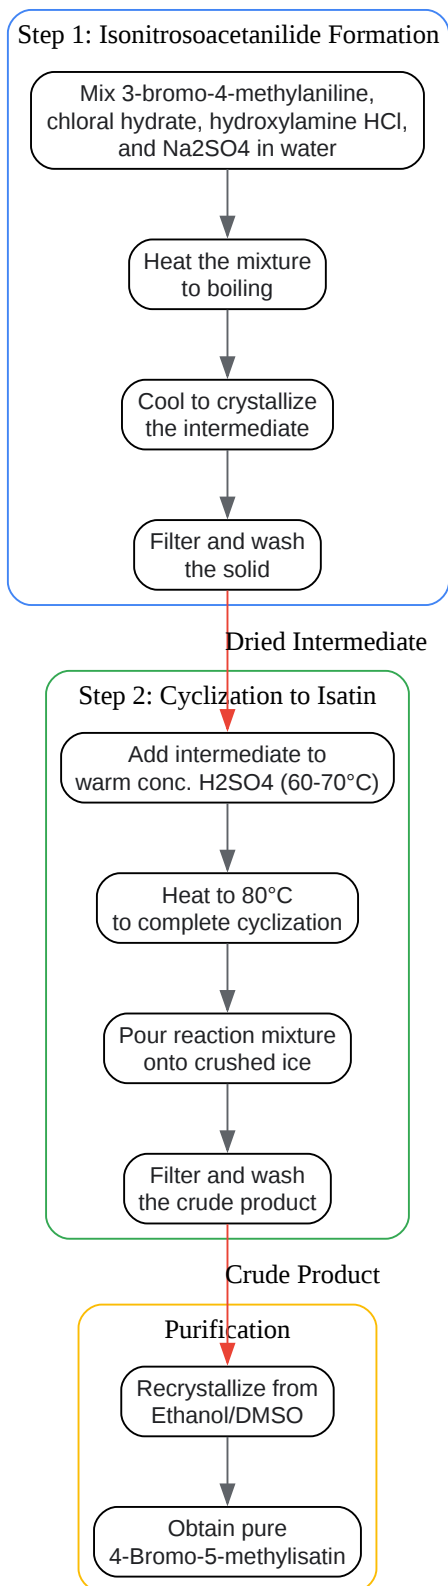 Step 1: Isonitrosoacetanilide Formation
Mix 3-bromo-4-methylaniline,
chloral hydrate, hydroxylamine HCl,
and Na2SO4 in water
Heat the mixture
to boiling
Cool to crystallize
the intermediate
Filter and wash
the solid
Dried Intermediate
Step 2: Cyclization to Isatin
Add intermediate to
warm conc. H2SO4 (60-70°C)
Heat to 80°C
to complete cyclization
Pour reaction mixture
onto crushed ice
Filter and wash
the crude product
Crude Product
Purification
Recrystallize from
Ethanol/DMSO
Obtain pure
4-Bromo-5-methylisatin